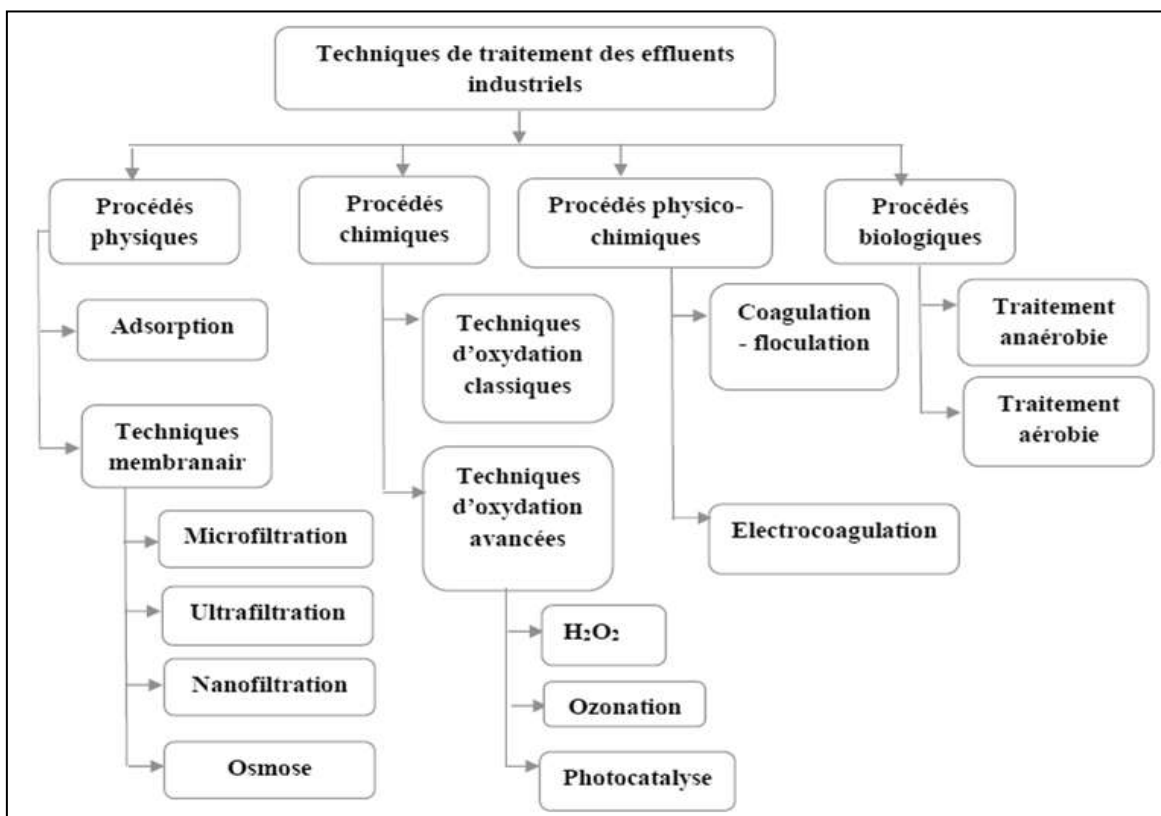 Techniques de traitement des effluents
industriels
Procédés
physiques
Adsorption
Techniques
membranair
Microfiltration
Ultrafiltration
Nanofiltration
Osmose
Procédés
chimiques
Techniques
d’oxydation
classiques
Techniques
d’oxydation
avancées
H₂O₂
Ozonation
Photocatalyse
Procédés physico-
chimiques
Coagulation
- floculation
Electrocoagulation
Procédés
biologiques
Traitement
anaérobie
Traitement
aérobie